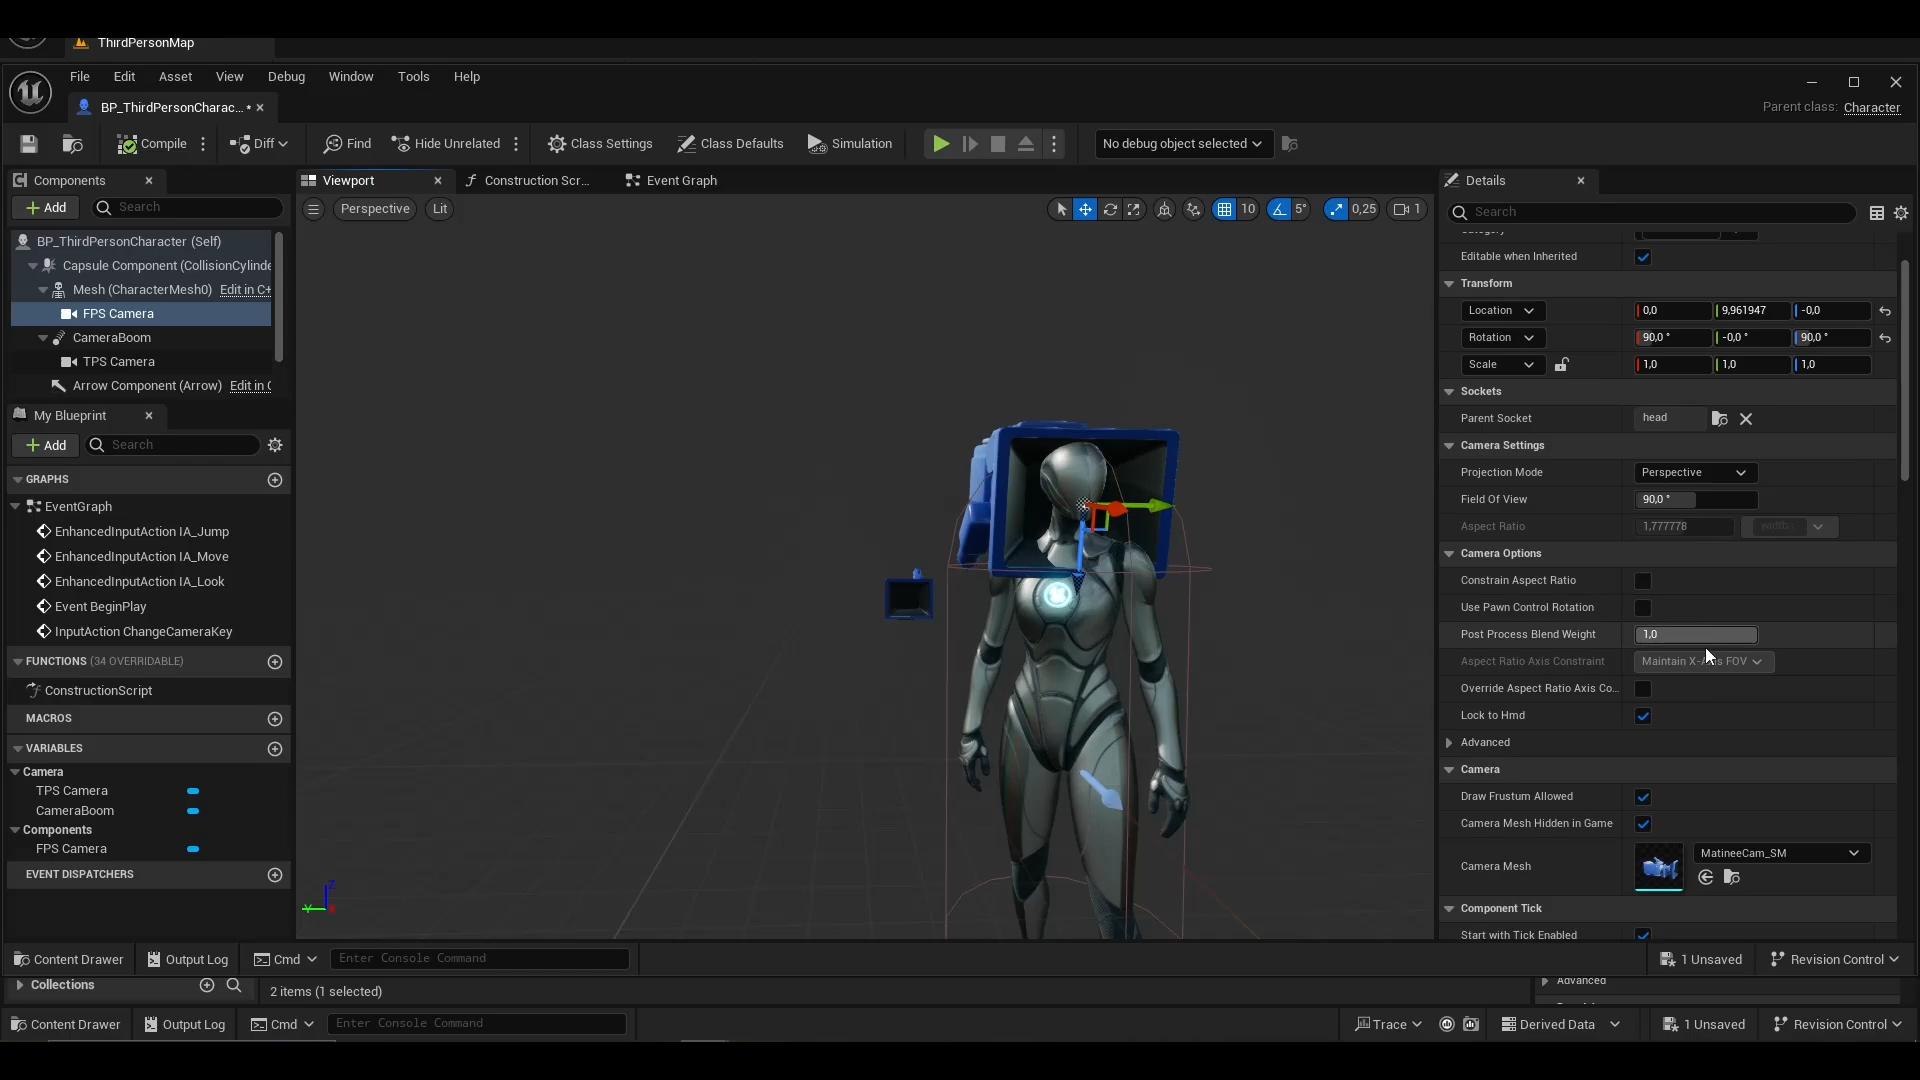 ThirdPersonMap
File Edit Asset View Debug Window Tools Help
BP_ThirdPersonCharac... •
Parent class: Character
Compile Diff Find Hide Unrelated Class Settings Class Defaults Simulation No debug object selected
Components
Viewport
Construction Scr...
Event Graph
Details
Add
Search
Perspective
Lit
10
5°
0,25
1
Search
BP_ThirdPersonCharacter (Self)
Capsule Component (CollisionCylinde
Mesh (CharacterMesh0) Edit in C+
FPS Camera
CameraBoom
TPS Camera
Arrow Component (Arrow) Edit in C
My Blueprint
Add
Search
GRAPHS
EventGraph
EnhancedInputAction IA_Jump
EnhancedInputAction IA_Move
EnhancedInputAction IA_Look
Event BeginPlay
InputAction ChangeCameraKey
FUNCTIONS (34 OVERRIDABLE)
ConstructionScript
MACROS
VARIABLES
Camera
TPS Camera
CameraBoom
Components
FPS Camera
EVENT DISPATCHERS
Z
Y
Editable when Inherited
Transform
Location 0,0 9,961947 -0,0
Rotation 90,0 ° -0,0 ° 90,0 °
Scale 1,0 1,0 1,0
Sockets
Parent Socket head
Camera Settings
Projection Mode Perspective
Field Of View 90,0 °
Aspect Ratio 1,777778
Camera Options
Constrain Aspect Ratio
Use Pawn Control Rotation
Post Process Blend Weight 1,0
Aspect Ratio Axis Constraint Maintain X-Axis FOV
Override Aspect Ratio Axis Co...
Lock to Hmd
Advanced
Camera
Draw Frustum Allowed
Camera Mesh Hidden in Game
Camera Mesh MatineeCam_SM
Component Tick
Start with Tick Enabled
Content Drawer Output Log Cmd Enter Console Command 1 Unsaved Revision Control
Collections
2 items (1 selected)
Advanced
Content Drawer Output Log Cmd Enter Console Command Trace Derived Data 1 Unsaved Revision Control